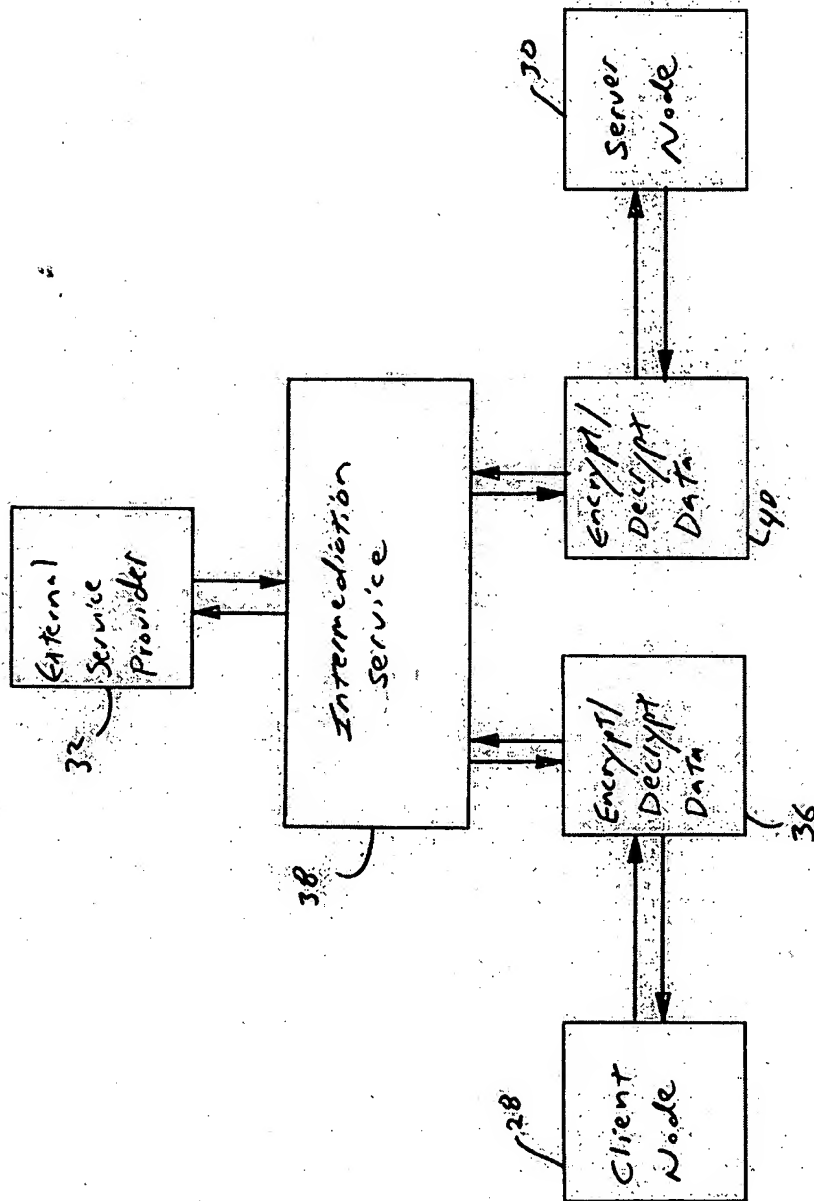 External
Service
Provider
32
Intermediation
Service
38
28
Client
Node
Encrypt/
Decrypt
Data
36
Encrypt/
Decrypt
Data
40
30
Server
Node